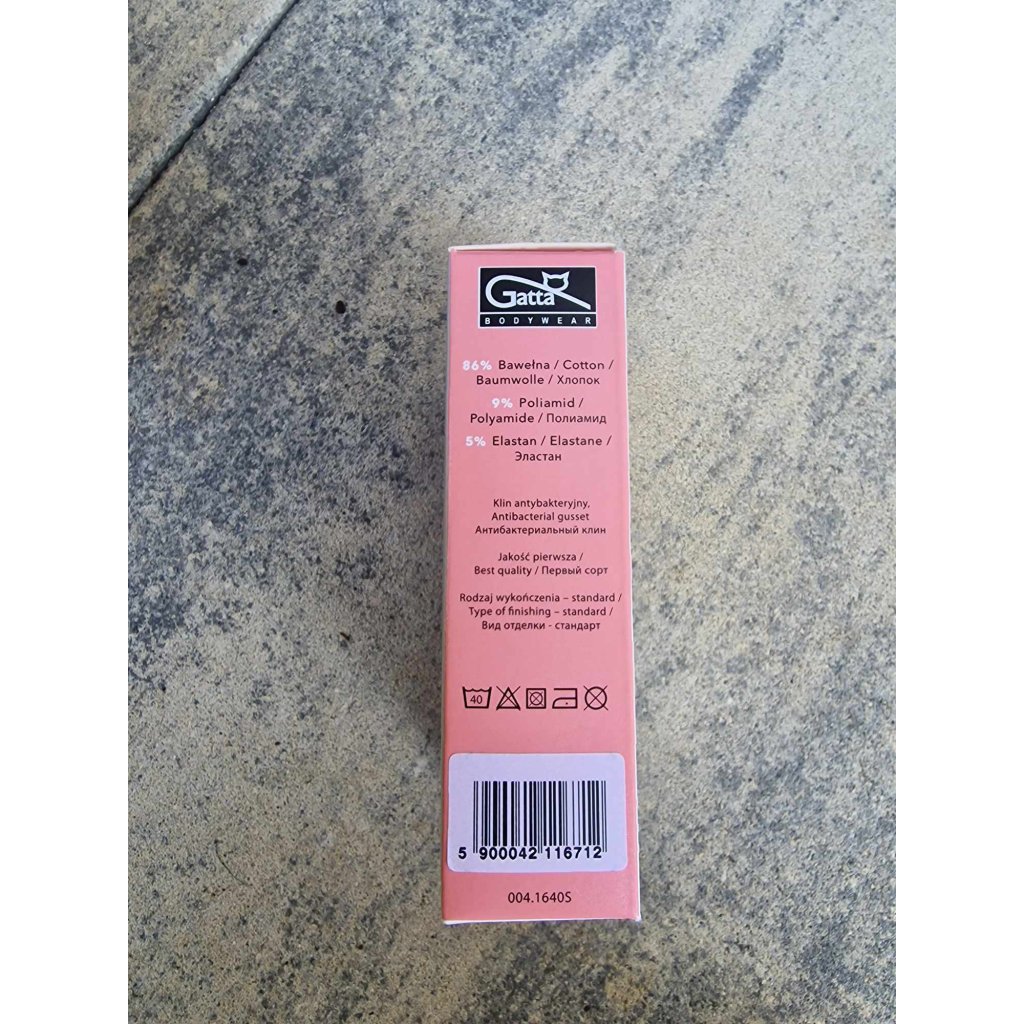 Gatta
BODYWEAR
86% Bawełna / Cotton /
Baumwolle / Хлопок
9% Poliamid /
Polyamide / Полиамид
5% Elastan / Elastane /
Эластан
Klin antybakteryjny,
Antibacterial gusset
Антибактериальный клин
Jakość pierwsza /
Best quality / Первый сорт
Rodzaj wykończenia – standard /
Type of finishing – standard /
Вид отделки - стандарт
40
5 900042 116712
004.1640S